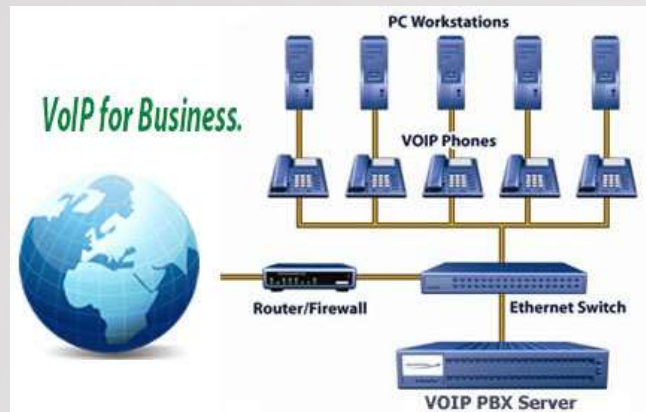 PC Workstations
VoIP for Business.
VOIP Phones
Router/Firewall
Ethernet Switch
VOIP PBX Server